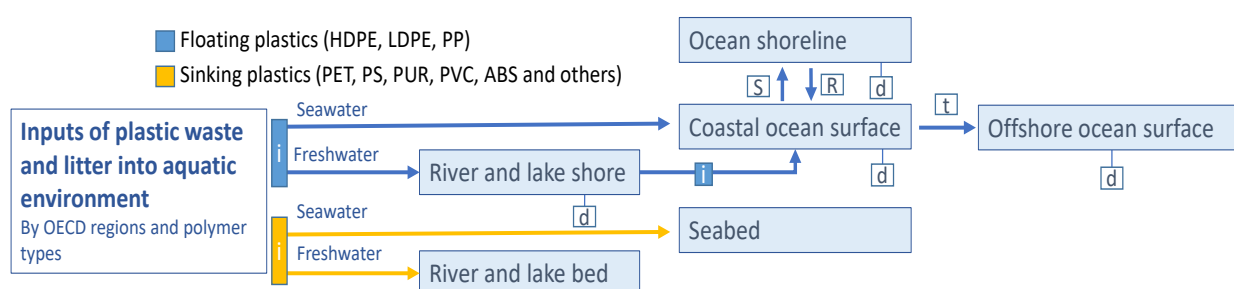 Floating plastics (HDPE, LDPE, PP)
Sinking plastics (PET, PS, PUR, PVC, ABS and others)
Ocean shoreline
S
R
d
Inputs of plastic waste
and litter into aquatic
environment
By OECD regions and polymer
types
i
Seawater
Coastal ocean surface
t
Offshore ocean surface
d
d
Freshwater
River and lake shore
i
d
i
Seawater
Seabed
Freshwater
River and lake bed